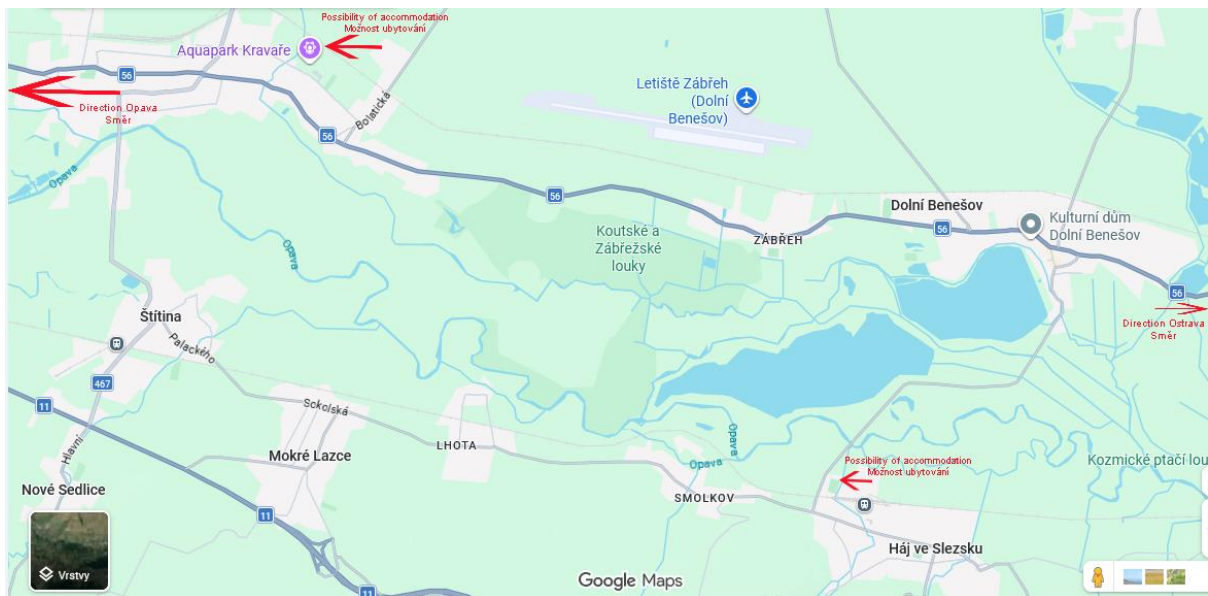 Possibility of accommodation
Možnost ubytování
Aquapark Kravaře
56
Direction Opava
Směr
Bolatická
56
Letiště Zábřeh
(Dolní
Benešov)
Opava
56
Dolní Benešov
56
Kulturní dům
Dolní Benešov
Koutské a
Zábřežské
louky
ZÁBŘEH
Opava
56
Direction Ostrava
Směr
Štítina
Palackého
467
11
Sokolská
Hlavní
Mokré Lazce
LHOTA
Opava
Opava
Possibility of accommodation
Možnost ubytování
Kozmické ptačí lou
Nové Sedlice
SMOLKOV
11
Háj ve Slezsku
Vrstvy
Google Maps
11